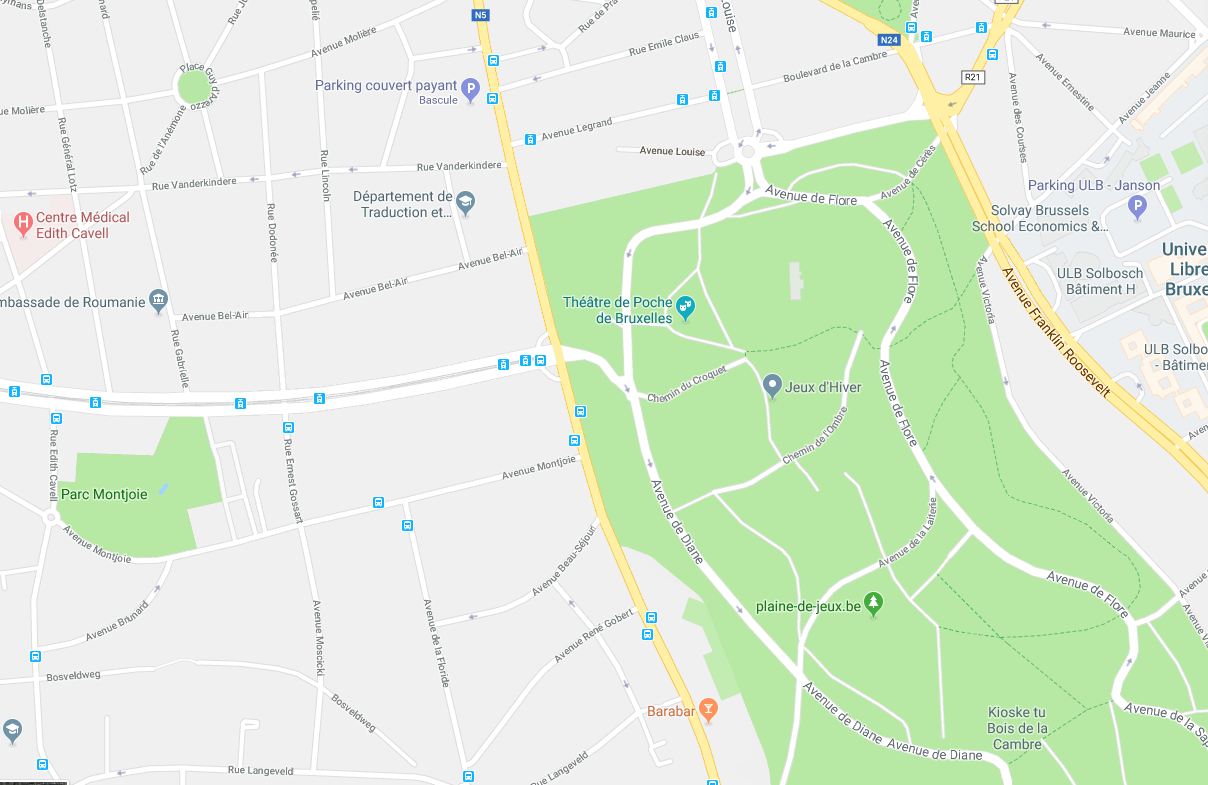 N5
Louise
N24
R21
Delstanche
Avenue Molière
Rue Emile Claus
Boulevard de la Cambre
Avenue Maurice
Place Guy d'Arezzo
Parking couvert payant
Bascule
P
Avenue Ernestine
Avenue Jeanne
ue Molière
Rue de l'Anémone
Rue Général Lotz
Avenue Legrand
Avenue des Courses
Avenue Louise
Rue Vanderkindere
Rue Vanderkindere
Rue Lincoln
Avenue de Cérès
Parking ULB - Janson
P
Avenue de Flore
Département de
Traduction et...
Solvay Brussels
School Economics &...
H
Centre Médical
Edith Cavell
Rue Dodonée
Avenue Bel-Air
Avenue Bel-Air
Avenue Bel-Air
Avenue de Flore
Avenue Victoria
Avenue Franklin Roosevelt
ULB Solbosch
Bâtiment H
Unive
Libre
Bruxe
mbassade de Roumanie
Théâtre de Poche
de Bruxelles
Rue Gabrielle
ULB Solbo
- Bâtime
Chemin du Croquet
Jeux d'Hiver
Avenue de Flore
Chemin de l'Ombre
Rue Edith Cavell
Rue Ernest Gossart
Avenue Montjoie
Parc Montjoie
Avenue Montjoie
Avenue de Diane
Avenue Victoria
Avenue de la Laiterie
Avenue Beau-Séjour
Avenue de Flore
plaine-de-jeux.be
Avenue Brunard
Avenue Moscicki
Avenue de la Floride
Avenue René Gobert
Bosveldweg
Bosveldweg
Barabar
Avenue de Diane
Avenue de Diane
Kioske tu
Bois de la
Cambre
Avenue de la Sap
Rue Langeveld
Rue Langeveld